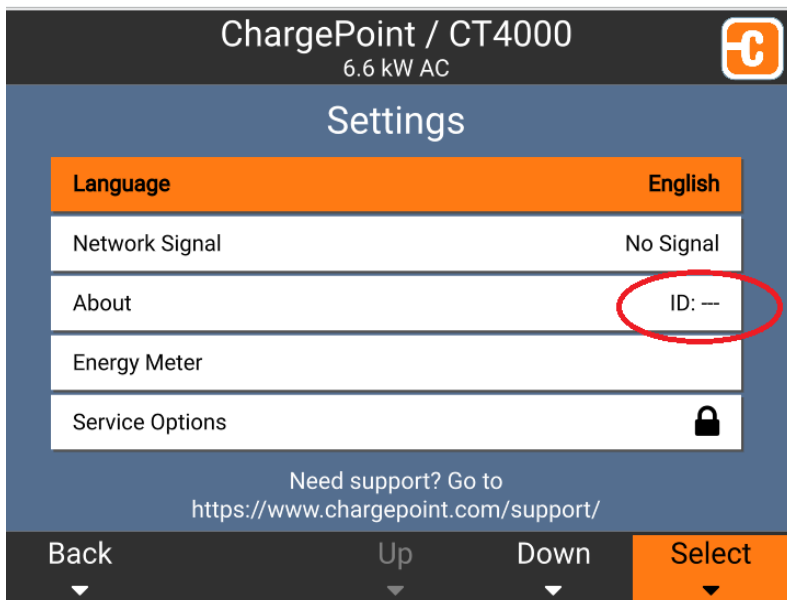 ChargePoint / CT4000
6.6 kW AC
Settings
Language English
Network Signal No Signal
About ID: ---
Energy Meter
Service Options
Need support? Go to
https://www.chargepoint.com/support/
Back Up Down Select